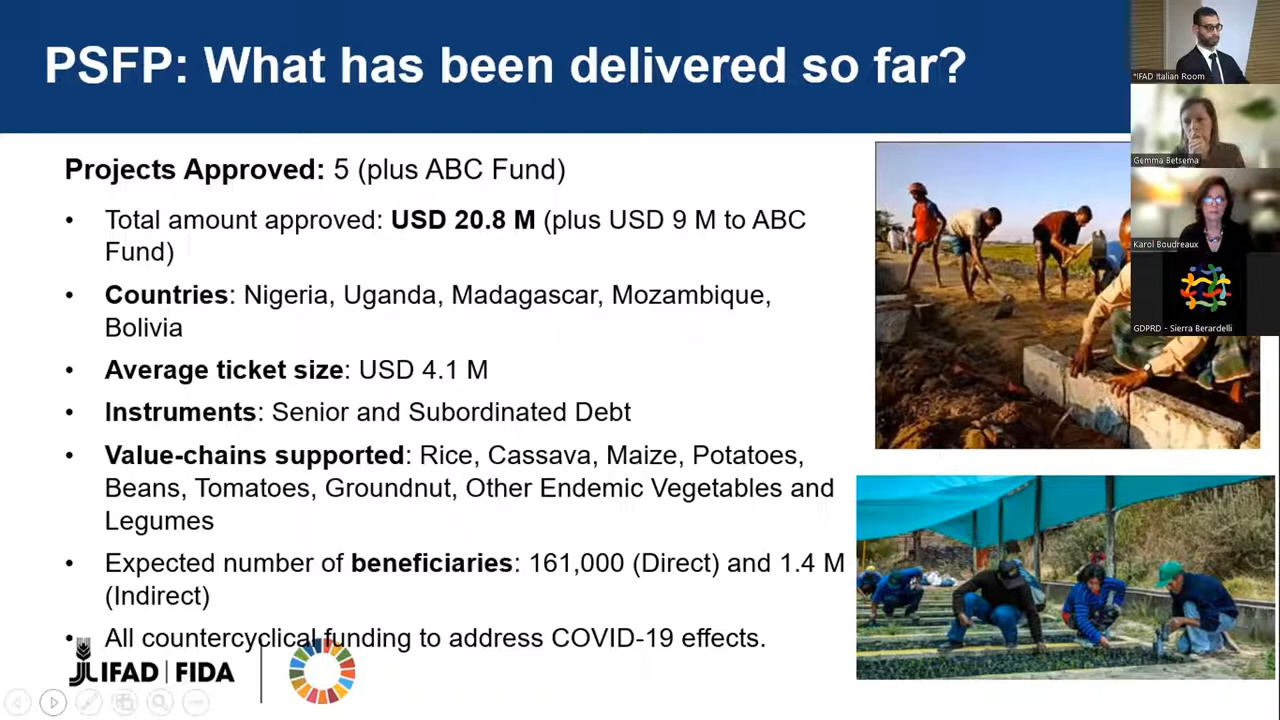 PSFP: What has been delivered so far?
*IFAD Italian Room
Gemma Betsema
Karol Boudreaux
GDPRD - Sierra Berardelli
Projects Approved: 5 (plus ABC Fund)
• Total amount approved: USD 20.8 M (plus USD 9 M to ABC
Fund)
• Countries: Nigeria, Uganda, Madagascar, Mozambique,
Bolivia
• Average ticket size: USD 4.1 M
• Instruments: Senior and Subordinated Debt
• Value-chains supported: Rice, Cassava, Maize, Potatoes,
Beans, Tomatoes, Groundnut, Other Endemic Vegetables and
Legumes
• Expected number of beneficiaries: 161,000 (Direct) and 1.4 M
(Indirect)
• All countercyclical funding to address COVID-19 effects.
JLIFAD | FIDA